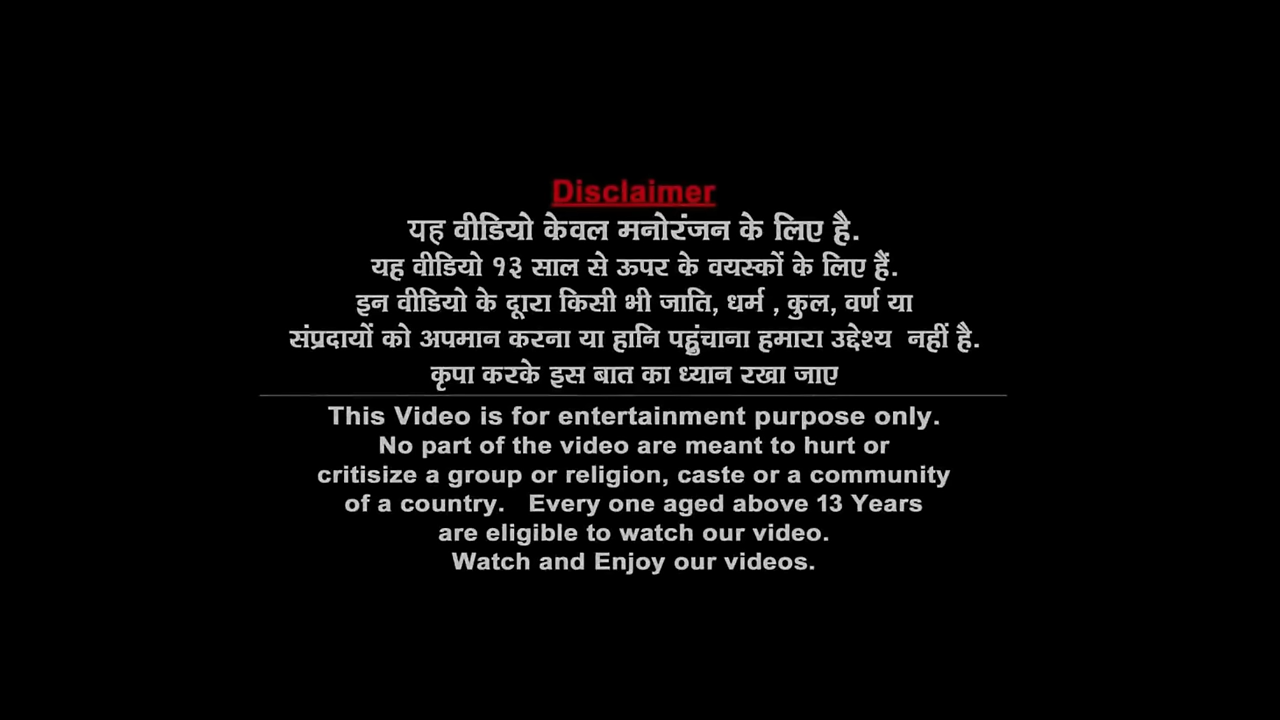 Disclaimer
यह वीडियो केवल मनोरंजन के लिए है.
यह वीडियो १३ साल से ऊपर के वयस्कों के लिए हैं.
इन वीडियो के दूारा किसी भी जाति, धर्म , कुल, वर्ण या
संप्रदायों को अपमान करना या हानि पहुंचाना हमारा उद्देश्य नहीं है.
कृपा करके इस बात का ध्यान रखा जाए
This Video is for entertainment purpose only.
No part of the video are meant to hurt or
critisize a group or religion, caste or a community
of a country. Every one aged above 13 Years
are eligible to watch our video.
Watch and Enjoy our videos.